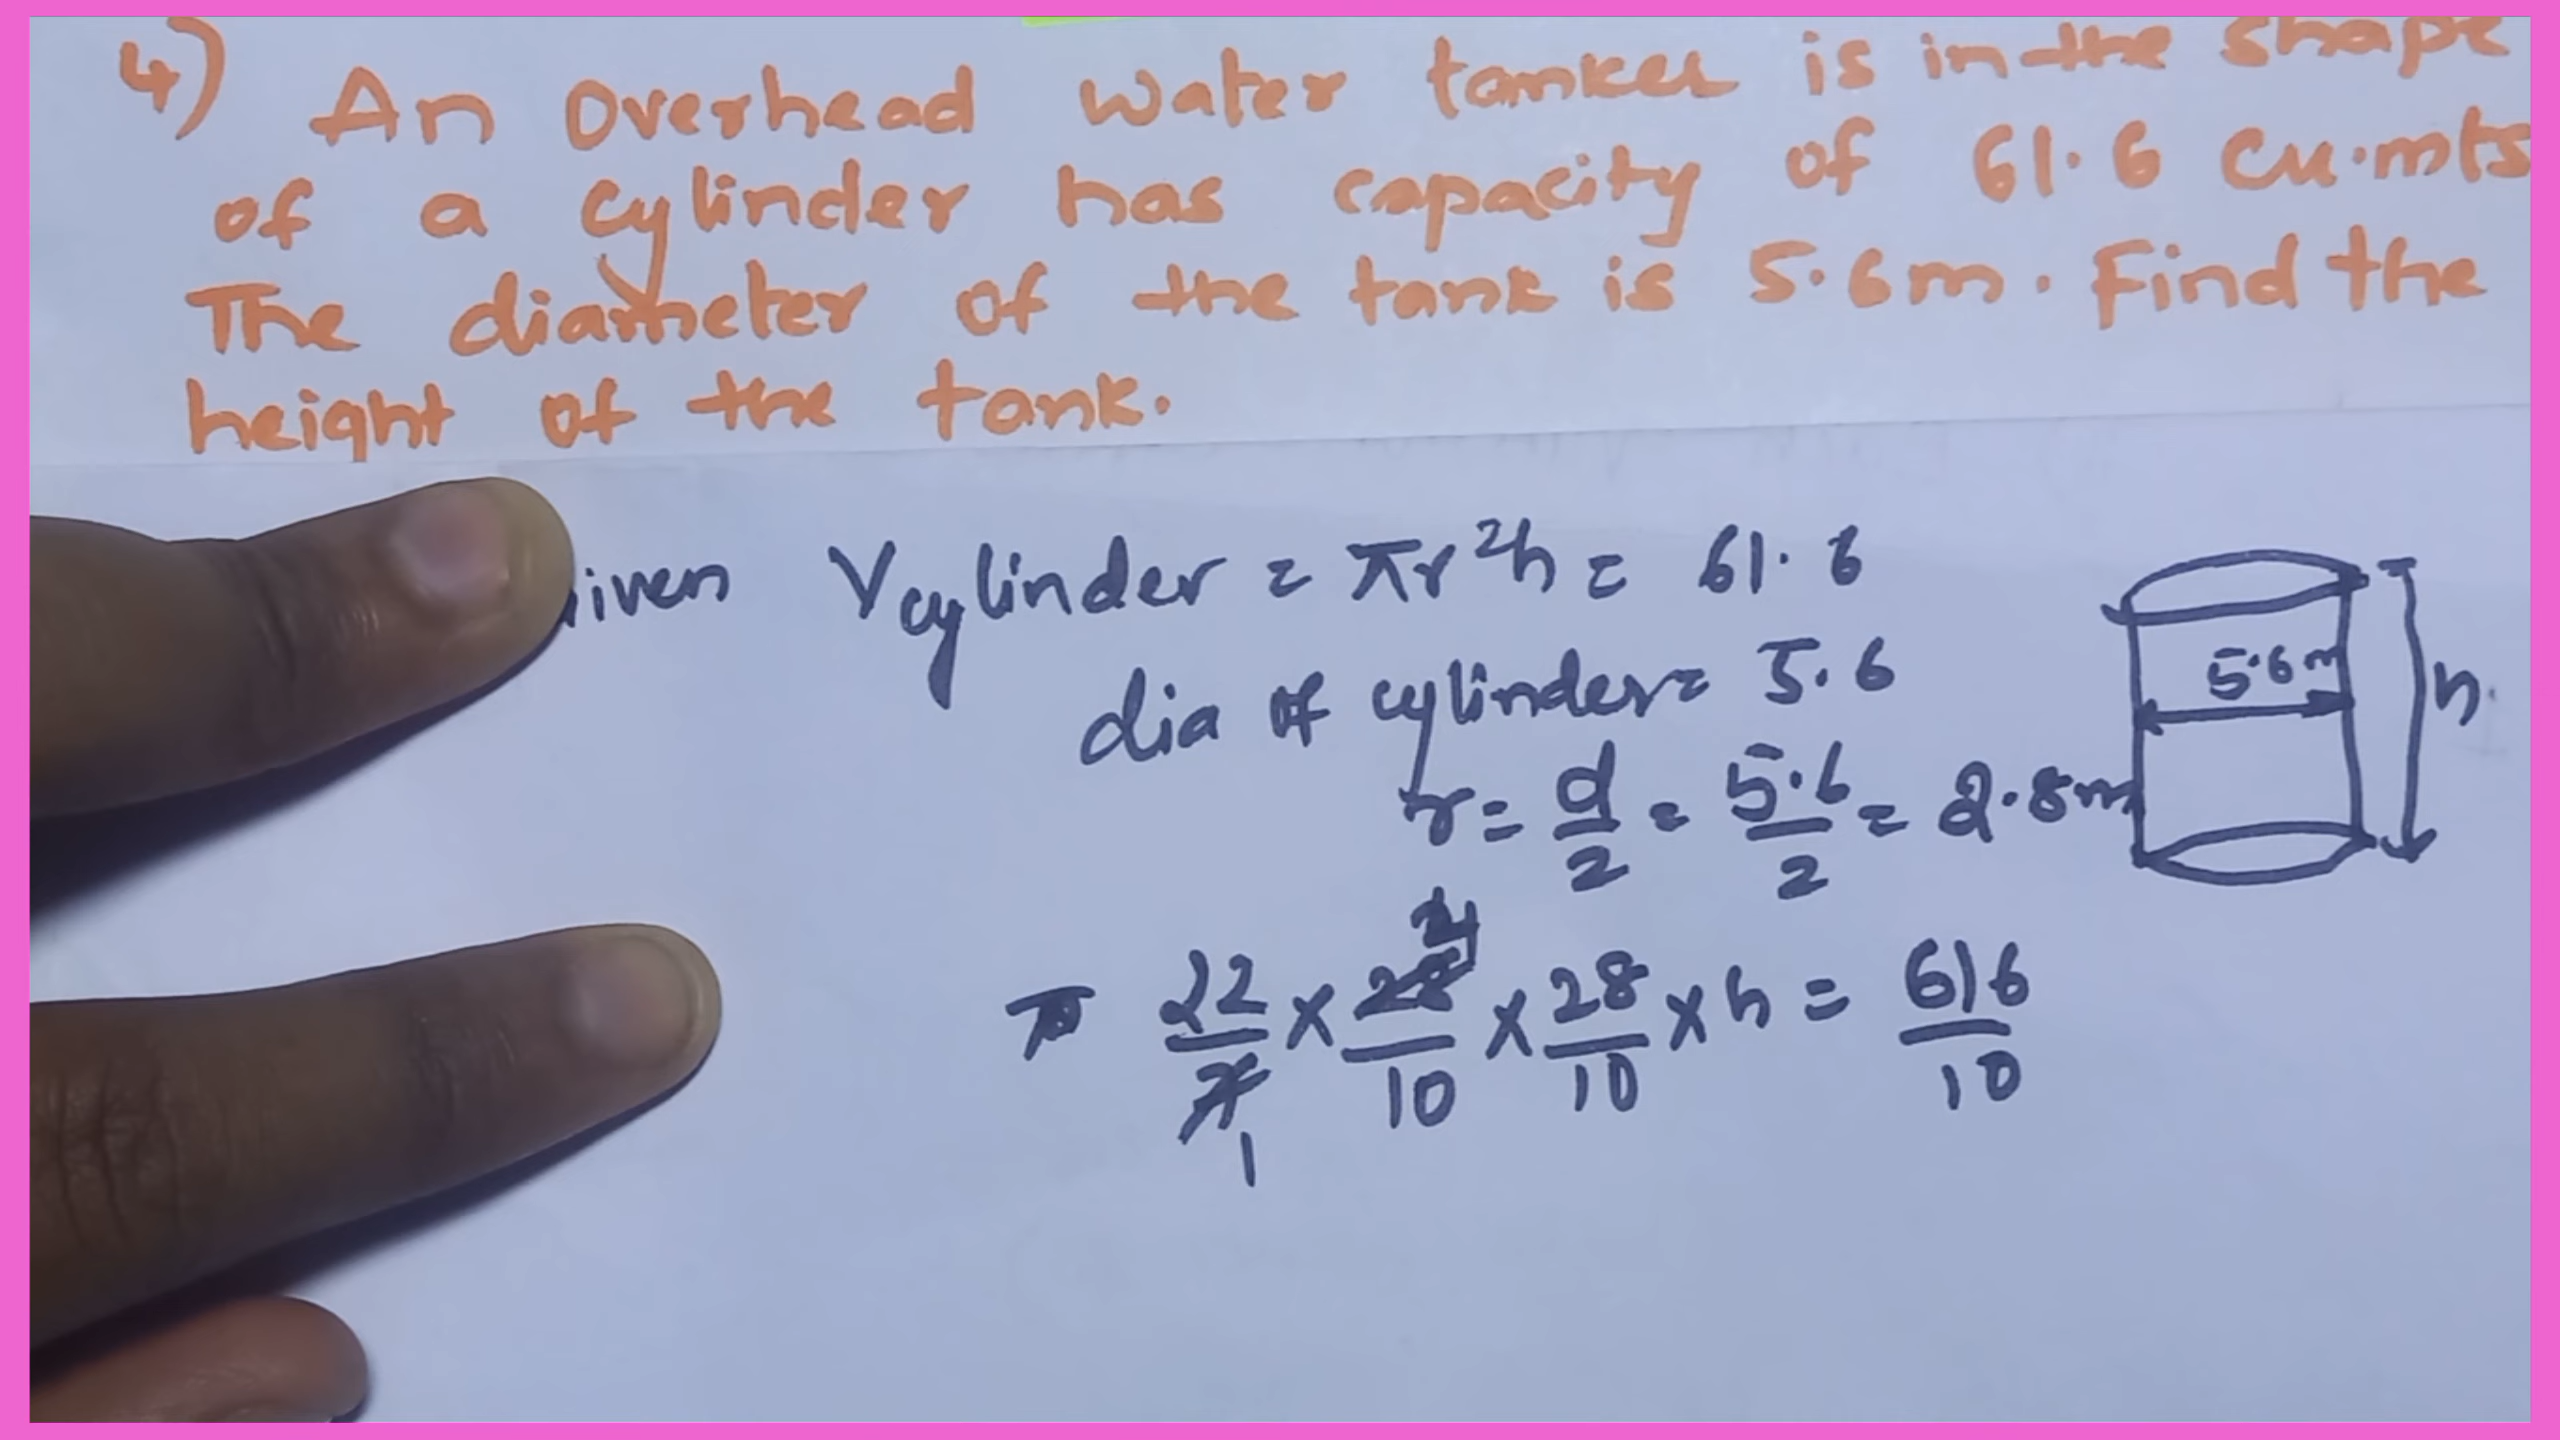 4) An overhead water tanker is in the shape
of a cylinder has capacity of 61.6 cu.mts
The diameter of the tank is 5.6m. Find the
height of the tank.
iven Vcylinder = πr²h = 61.6
dia of cylinder = 5.6
r = d/2 = 5.6/2 = 2.8m
5.6m
h
22/7 × 28/10 × 28/10 × h = 616/10
4
1